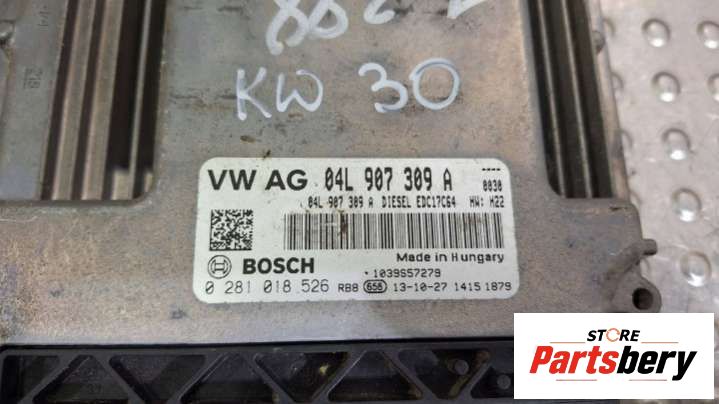 KW 30
VW AG 04L 907 309 A ----
04L 907 309 A DIESEL EDC17C64 HW: H22 0030
BOSCH Made in Hungary
*1039S57279
0 281 018 526 RBB 656 13-10-27 1415 1879
STORE
Partsbery